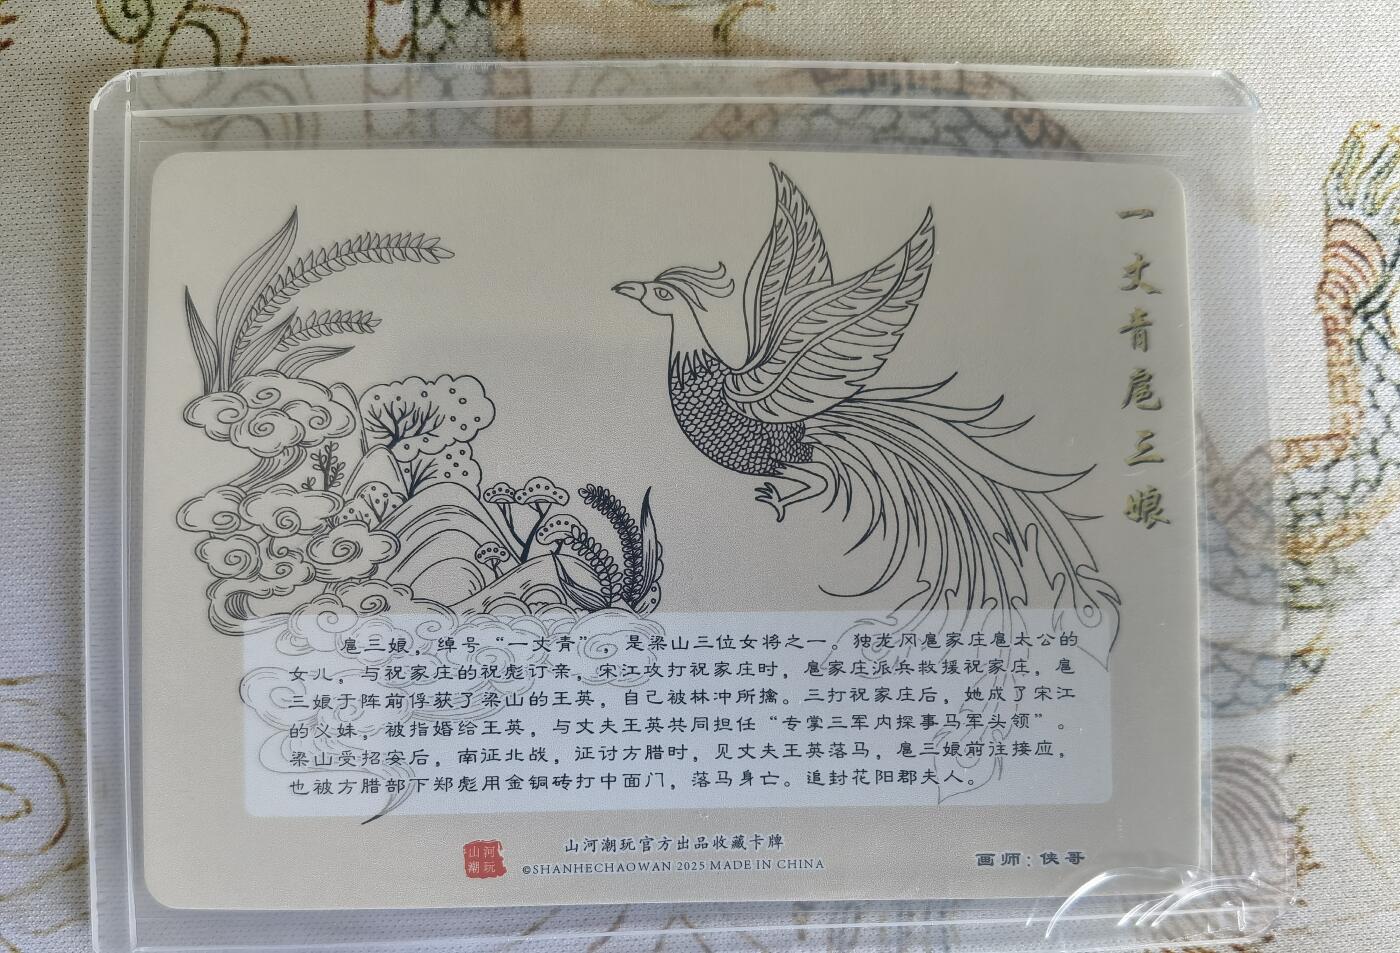 一丈青扈三娘
扈三娘，绰号“一丈青”，是梁山三位女将之一。独龙冈扈家庄扈太公的
女儿，与祝家庄的祝彪订亲，宋江攻打祝家庄时，扈家庄派兵救援祝家庄，扈
三娘于阵前俘获了梁山的王英，自己被林冲所擒。三打祝家庄后，她成了宋江
的义妹，被指婚给王英，与丈夫王英共同担任“专掌三军内探事马军头领”。
梁山受招安后，南征北战，征讨方腊时，见丈夫王英落马，扈三娘前往接应，
也被方腊部下郑彪用金铜砖打中面门，落马身亡。追封花阳郡夫人。
山河
潮玩
山河潮玩官方出品收藏卡牌
©SHANHECHAOWAN 2025 MADE IN CHINA
画师：侠哥